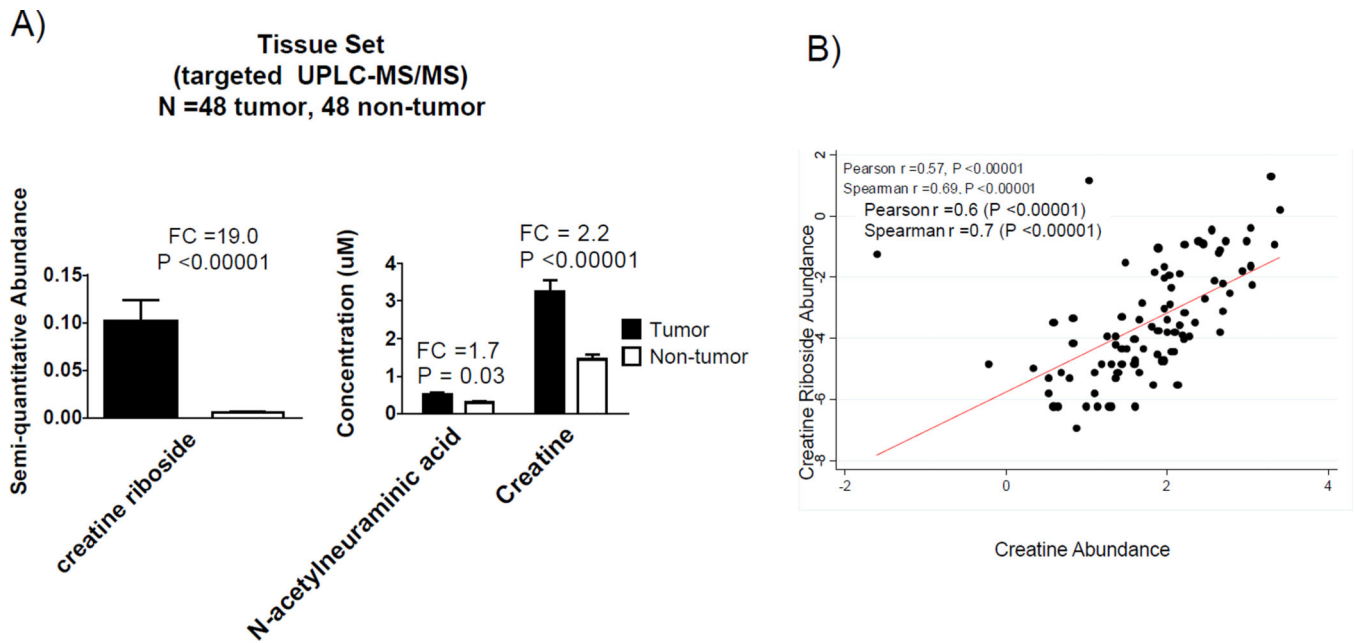 A)
Tissue Set
(targeted UPLC-MS/MS)
N =48 tumor, 48 non-tumor
Semi-quantitative Abundance
0.15
0.10
0.05
0.00
FC =19.0
P <0.00001
creatine riboside
Concentration (uM)
4
3
2
1
0
FC =1.7
P = 0.03
FC = 2.2
P <0.00001
Tumor
Non-tumor
N-acetylneuraminic acid
Creatine
B)
Pearson r =0.57, P <0.00001
Spearman r =0.69, P <0.00001
Pearson r =0.6 (P <0.00001)
Spearman r =0.7 (P <0.00001)
Creatine Riboside Abundance
2
0
-2
-4
-6
-8
-2
0
2
4
Creatine Abundance